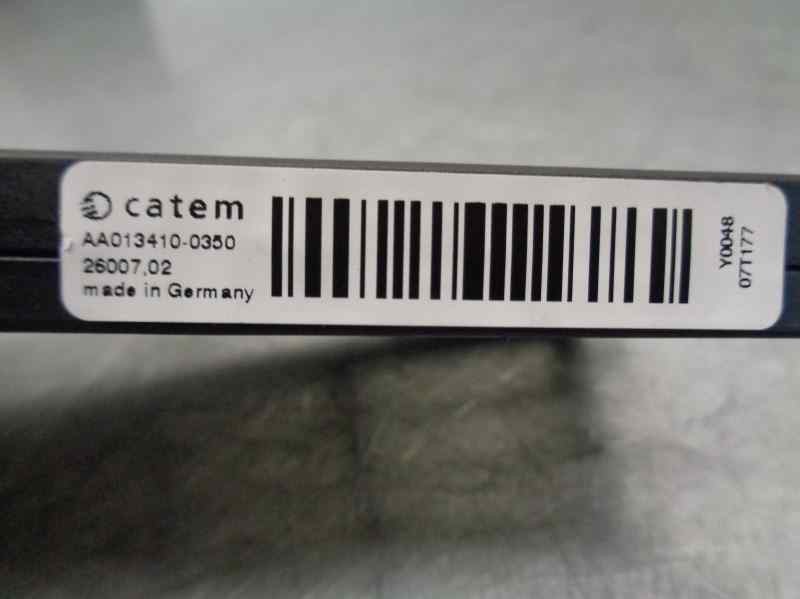 catem
AA013410-0350
26007,02
made in Germany
Y0048
07T177